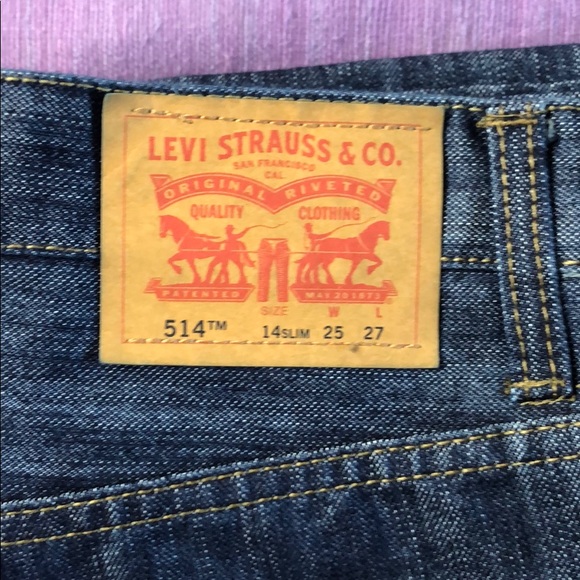 LEVI STRAUSS & CO.
SAN FRANCISCO
CAL
ORIGINAL RIVETED
QUALITY CLOTHING
PATENTED MAY 20 1873
SIZE W L
514™ 14SLIM 25 27